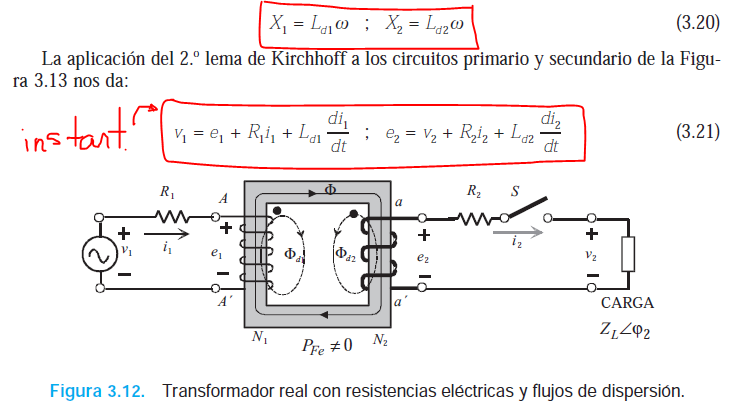 X₁ = L_d1 ω ; X₂ = L_d2 ω (3.20)
La aplicación del 2.º lema de Kirchhoff a los circuitos primario y secundario de la Figu-
ra 3.13 nos da:
instant.
v₁ = e₁ + R₁i₁ + L_d1 di₁/dt ; e₂ = v₂ + R₂i₂ + L_d2 di₂/dt (3.21)
R₁ A Φ a R₂ S
+ + + +
v₁ i₁ e₁ Φ_d1 Φ_d2 e₂ i₂ v₂
− − − −
A´ a´ CARGA
N₁ P_Fe ≠ 0 N₂ Z_L∠φ₂
Figura 3.12. Transformador real con resistencias eléctricas y flujos de dispersión.